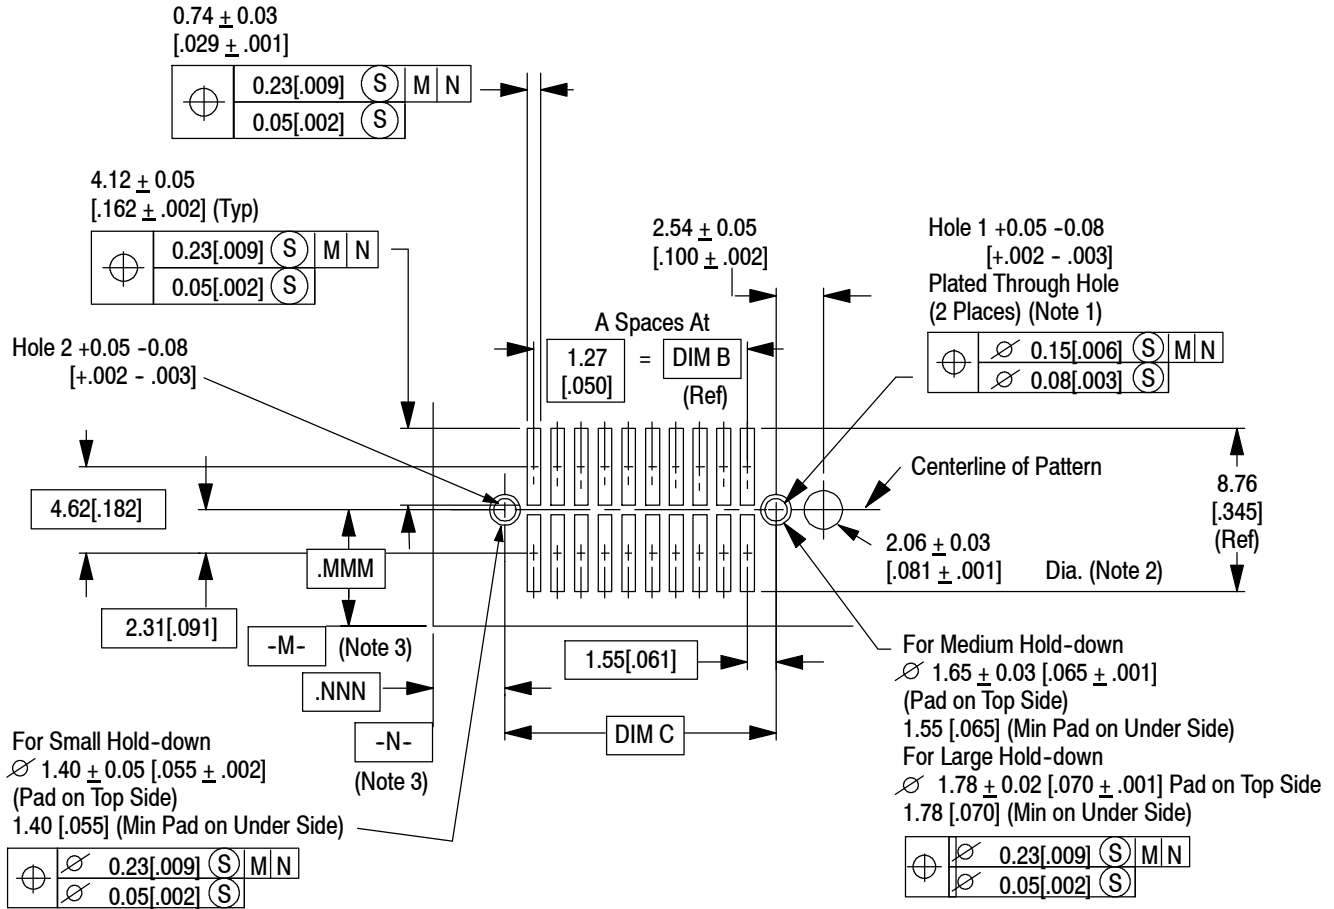 0.74 ± 0.03
[.029 ± .001]
0.23[.009] Ⓢ M N
0.05[.002] Ⓢ
4.12 ± 0.05
[.162 ± .002] (Typ)
0.23[.009] Ⓢ M N
0.05[.002] Ⓢ
2.54 ± 0.05
[.100 ± .002]
Hole 1 +0.05 -0.08
[+.002 - .003]
Plated Through Hole
(2 Places) (Note 1)
⌀ 0.15[.006] Ⓢ M N
⌀ 0.08[.003] Ⓢ
A Spaces At
1.27
[.050]
= DIM B
(Ref)
Hole 2 +0.05 -0.08
[+.002 - .003]
Centerline of Pattern
4.62[.182]
8.76
[.345]
(Ref)
2.06 ± 0.03
[.081 ± .001] Dia. (Note 2)
.MMM
2.31[.091]
-M- (Note 3)
1.55[.061]
.NNN
-N-
(Note 3)
DIM C
For Medium Hold-down
⌀ 1.65 ± 0.03 [.065 ± .001]
(Pad on Top Side)
1.55 [.065] (Min Pad on Under Side)
For Large Hold-down
⌀ 1.78 ± 0.02 [.070 ± .001] Pad on Top Side
1.78 [.070] (Min on Under Side)
⌀ 0.23[.009] Ⓢ M N
⌀ 0.05[.002] Ⓢ
For Small Hold-down
⌀ 1.40 ± 0.05 [.055 ± .002]
(Pad on Top Side)
1.40 [.055] (Min Pad on Under Side)
⌀ 0.23[.009] Ⓢ M N
⌀ 0.05[.002] Ⓢ